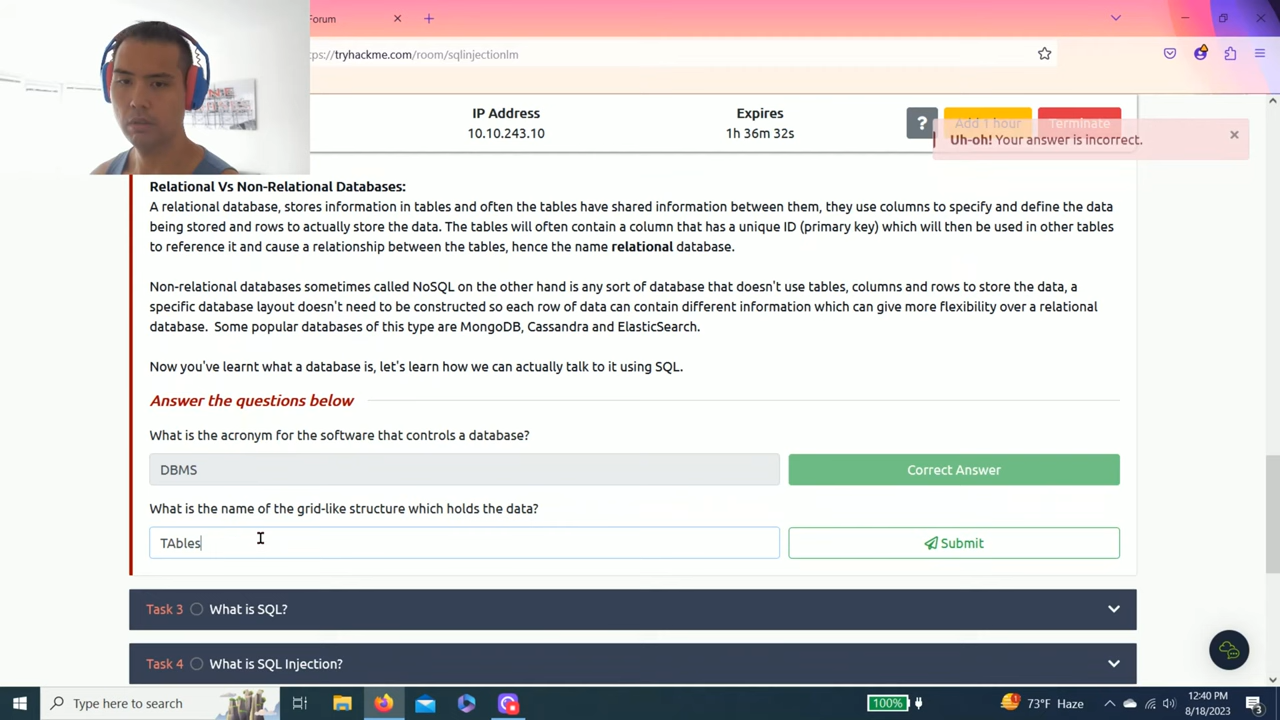 Forum
ps://tryhackme.com/room/sqlinjectionlm
IP Address
10.10.243.10
Expires
1h 36m 32s
?
Add 1 hour
Terminate
Uh-oh! Your answer is incorrect.
Relational Vs Non-Relational Databases:
A relational database, stores information in tables and often the tables have shared information between them, they use columns to specify and define the data
being stored and rows to actually store the data. The tables will often contain a column that has a unique ID (primary key) which will then be used in other tables
to reference it and cause a relationship between the tables, hence the name relational database.
Non-relational databases sometimes called NoSQL on the other hand is any sort of database that doesn't use tables, columns and rows to store the data, a
specific database layout doesn't need to be constructed so each row of data can contain different information which can give more flexibility over a relational
database. Some popular databases of this type are MongoDB, Cassandra and ElasticSearch.
Now you've learnt what a database is, let's learn how we can actually talk to it using SQL.
Answer the questions below
What is the acronym for the software that controls a database?
DBMS
Correct Answer
What is the name of the grid-like structure which holds the data?
TAbles
Submit
Task 3 What is SQL?
Task 4 What is SQL Injection?
Type here to search
100%
73°F Haze
12:40 PM
8/18/2023
3